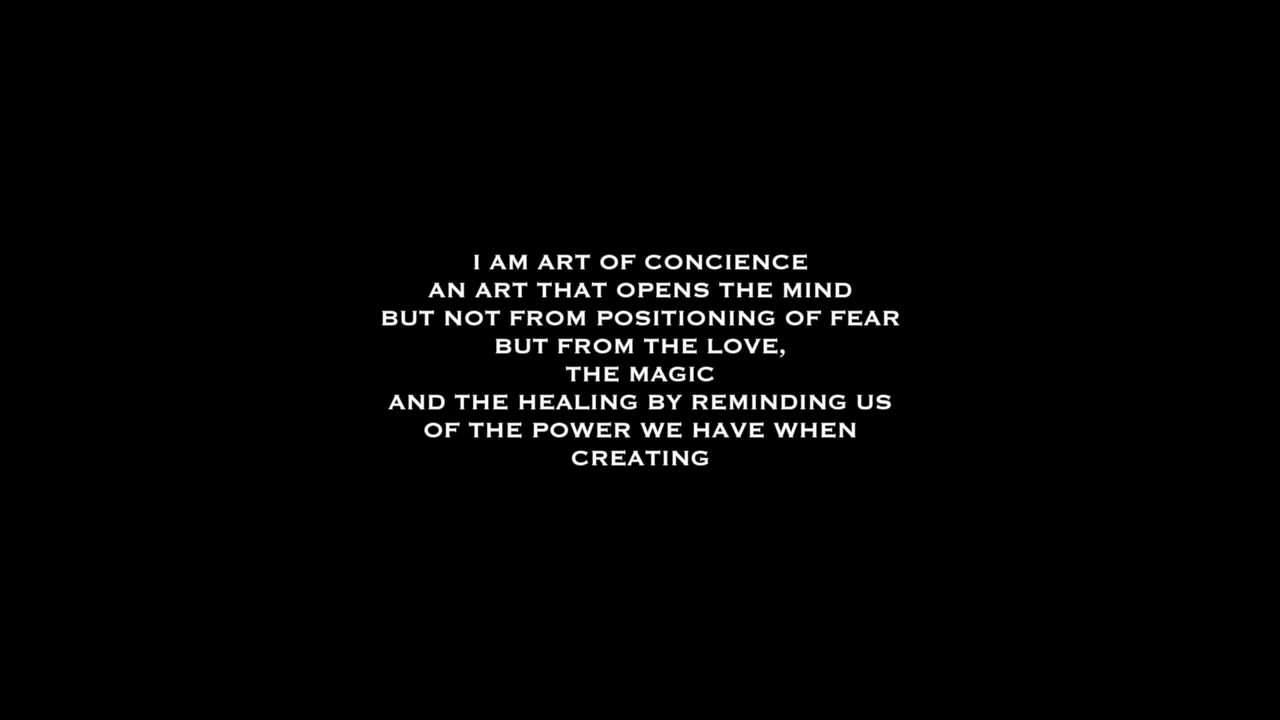 I AM ART OF CONCIENCE
AN ART THAT OPENS THE MIND
BUT NOT FROM POSITIONING OF FEAR
BUT FROM THE LOVE,
THE MAGIC
AND THE HEALING BY REMINDING US
OF THE POWER WE HAVE WHEN
CREATING